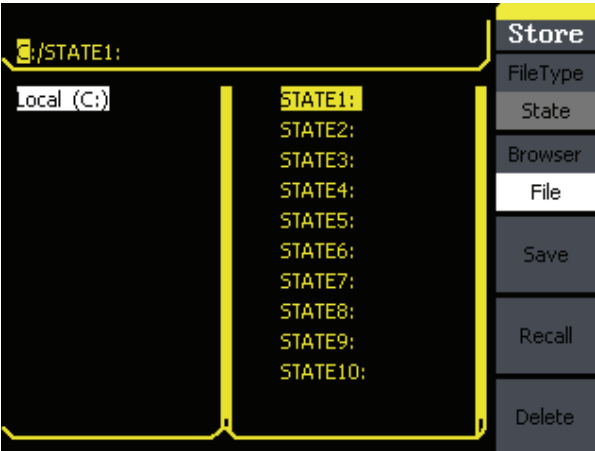 C:/STATE1:
Local (C:)
STATE1:
STATE2:
STATE3:
STATE4:
STATE5:
STATE6:
STATE7:
STATE8:
STATE9:
STATE10:
Store
FileType
State
Browser
File
Save
Recall
Delete